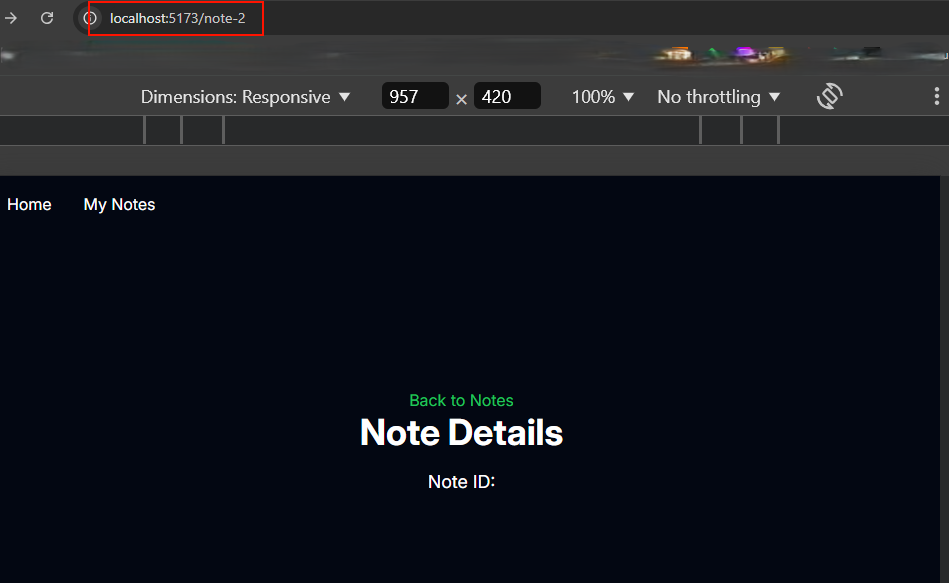 localhost:5173/note-2
Dimensions: Responsive ▼ 957 × 420 100% ▼ No throttling ▼
Home My Notes
Back to Notes
Note Details
Note ID: